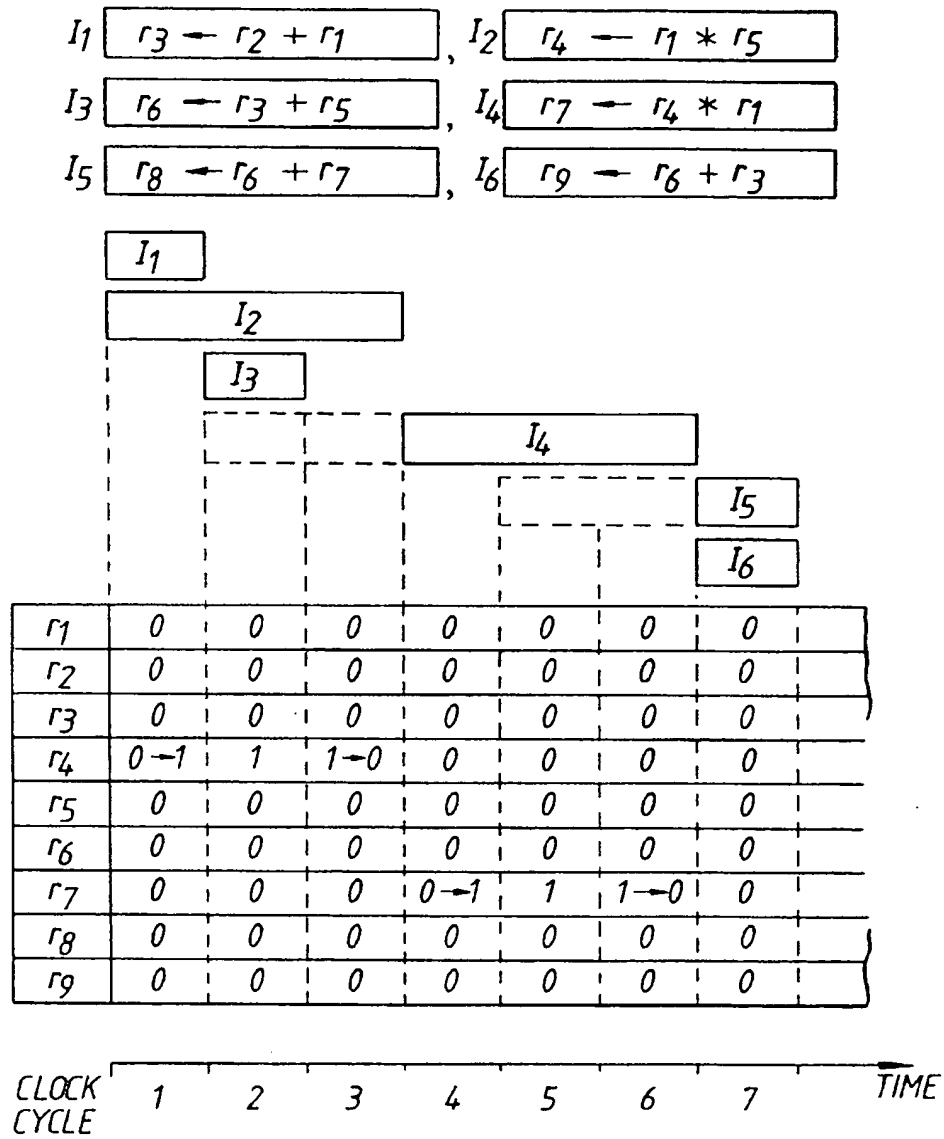 I1 r3 ← r2 + r1 , I2 r4 ← r1 * r5
I3 r6 ← r3 + r5 , I4 r7 ← r4 * r1
I5 r8 ← r6 + r7 , I6 r9 ← r6 + r3
I1
I2
I3
I4
I5
I6
r1 0 0 0 0 0 0 0
r2 0 0 0 0 0 0 0
r3 0 0 0 0 0 0 0
r4 0→1 1 1→0 0 0 0 0
r5 0 0 0 0 0 0 0
r6 0 0 0 0 0 0 0
r7 0 0 0 0→1 1 1→0 0
r8 0 0 0 0 0 0 0
r9 0 0 0 0 0 0 0
CLOCK CYCLE 1 2 3 4 5 6 7 TIME